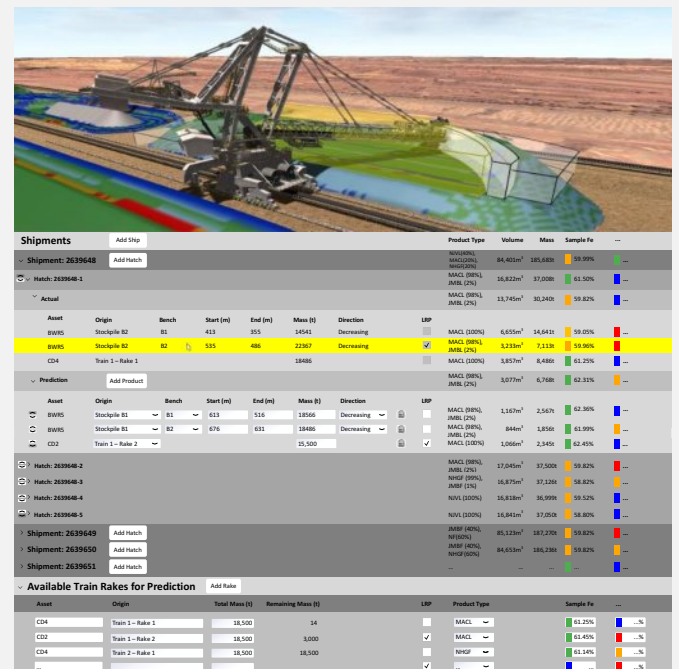 Shipments Add Ship Product Type Volume Mass Sample Fe ...
Shipment: 2639648 Add Hatch NJVL(40%), MACL(20%), NHGF(20%) 84,401m³ 185,683t 59.99% ...
Hatch: 2639648-1 MACL (98%), JMBL (2%) 16,822m³ 37,008t 61.50% ...
Actual MACL (98%), JMBL (2%) 13,745m³ 30,240t 59.82% ...
Asset Origin Bench Start (m) End (m) Mass (t) Direction LRP
BWR5 Stockpile B2 B1 413 355 14541 Decreasing MACL (100%) 6,655m³ 14,641t 59.05% ...
BWR5 Stockpile B2 B2 535 486 22367 Decreasing MACL (98%), JMBL (2%) 3,233m³ 7,113t 59.96% ...
CD4 Train 1 – Rake 1 18486 MACL (100%) 3,857m³ 8,486t 61.25% ...
Prediction Add Product MACL (98%), JMBL (2%) 3,077m³ 6,768t 62.31% ...
Asset Origin Bench Start (m) End (m) Mass (t) Direction LRP
BWR5 Stockpile B1 B1 613 516 18566 Decreasing MACL (98%), JMBL (2%) 1,167m³ 2,567t 62.36% ...
BWR5 Stockpile B1 B2 676 631 18486 Decreasing MACL (98%), JMBL (2%) 844m³ 1,856t 61.99% ...
CD2 Train 1 – Rake 2 15,500 MACL (100%) 1,066m³ 2,345t 62.45% ...
Hatch: 2639648-2 MACL (98%), JMBL (2%) 17,045m³ 37,500t 59.82% ...
Hatch: 2639648-3 NHGF (99%), JMBF (1%) 16,875m³ 37,126t 58.82% ...
Hatch: 2639648-4 NJVL (100%) 16,818m³ 36,999t 59.52% ...
Hatch: 2639648-5 NJVL (100%) 16,841m³ 37,050t 58.80% ...
Shipment: 2639649 Add Hatch JMBF (40%), NF(60%) 85,123m³ 187,270t 59.82% ...
Shipment: 2639650 Add Hatch JMBF (40%), NHGF(60%) 84,653m³ 186,236t 59.82% ...
Shipment: 2639651 Add Hatch ... ... ... ... ...
Available Train Rakes for Prediction Add Rake
Asset Origin Total Mass (t) Remaining Mass (t) LRP Product Type Sample Fe ...
CD4 Train 1 – Rake 1 18,500 14 MACL 61.25% ...%
CD2 Train 1 – Rake 2 18,500 3,000 MACL 61.45% ...%
CD4 Train 2 – Rake 1 18,500 18,500 NHGF 61.14% ...%
... ... ... ... ...%